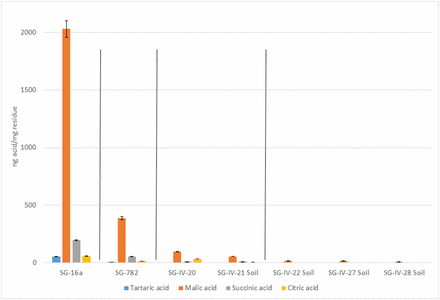 2000
1500
1000
500
0
ng acid/mg residue
SG-16a SG-782 SG-IV-20 SG-IV-21 Soil SG-IV-22 Soil SG-IV-27 Soil SG-IV-28 Soil
Tartaric acid Malic acid Succinic acid Citric acid